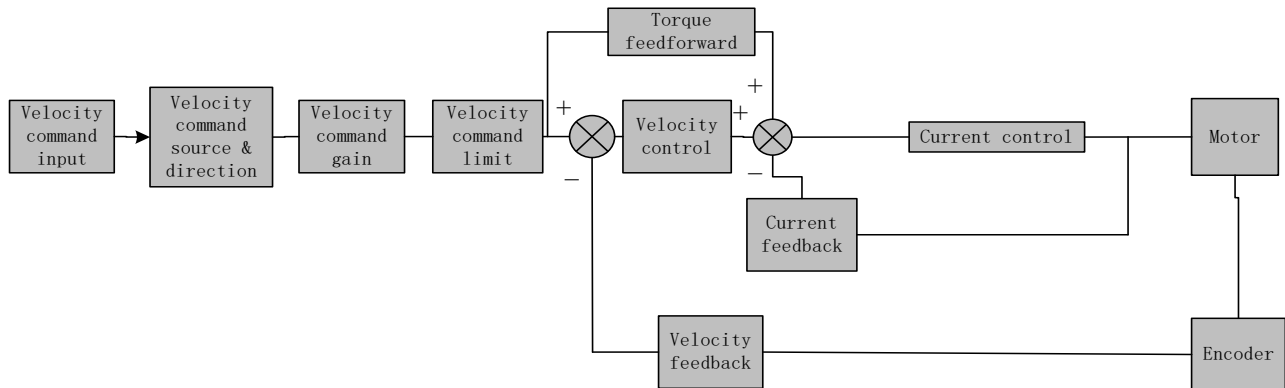 Torque
feedforward
Velocity
command
input
Velocity
command
source &
direction
Velocity
command
gain
Velocity
command
limit
+
−
Velocity
control
+
+
−
Current control
Motor
Current
feedback
Velocity
feedback
Encoder